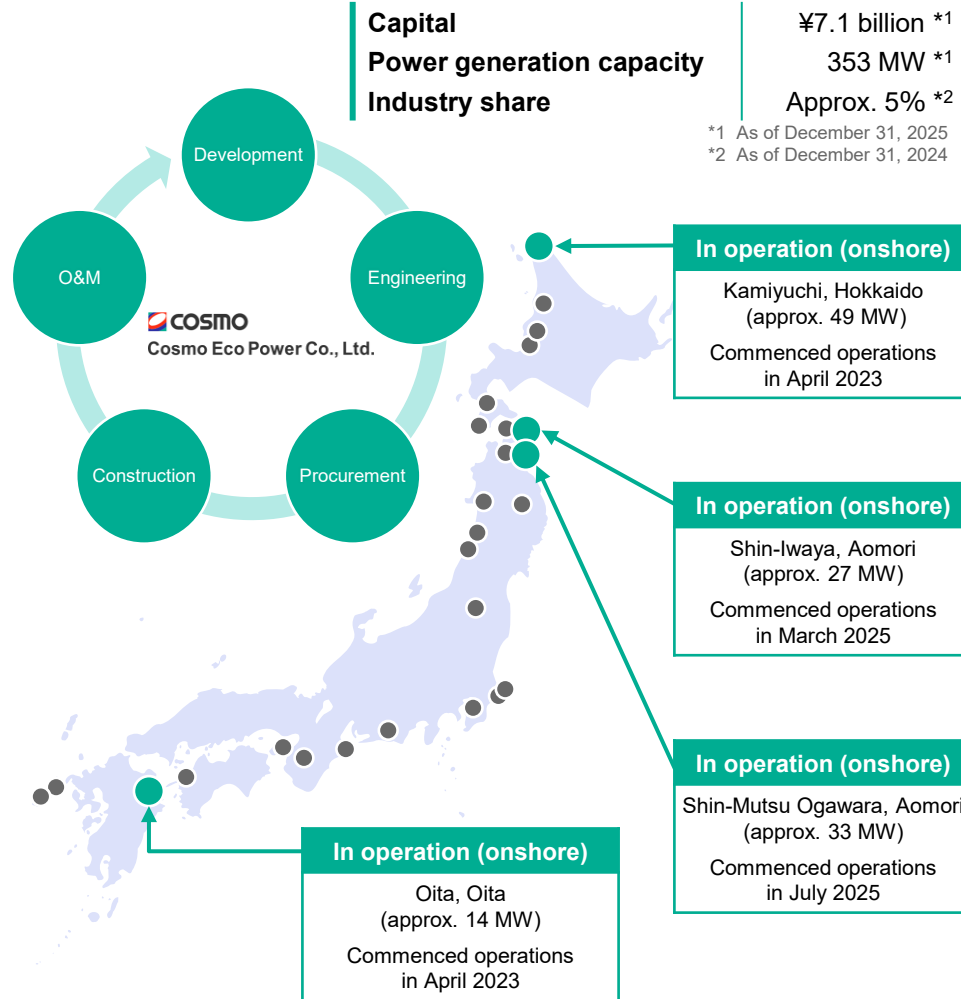 Capital ¥7.1 billion *1
Power generation capacity 353 MW *1
Industry share Approx. 5% *2
*1 As of December 31, 2025
*2 As of December 31, 2024
Development
Engineering
Procurement
Construction
O&M
COSMO
Cosmo Eco Power Co., Ltd.
In operation (onshore)
Kamiyuchi, Hokkaido
(approx. 49 MW)
Commenced operations
in April 2023
In operation (onshore)
Shin-Iwaya, Aomori
(approx. 27 MW)
Commenced operations
in March 2025
In operation (onshore)
Shin-Mutsu Ogawara, Aomori
(approx. 33 MW)
Commenced operations
in July 2025
In operation (onshore)
Oita, Oita
(approx. 14 MW)
Commenced operations
in April 2023